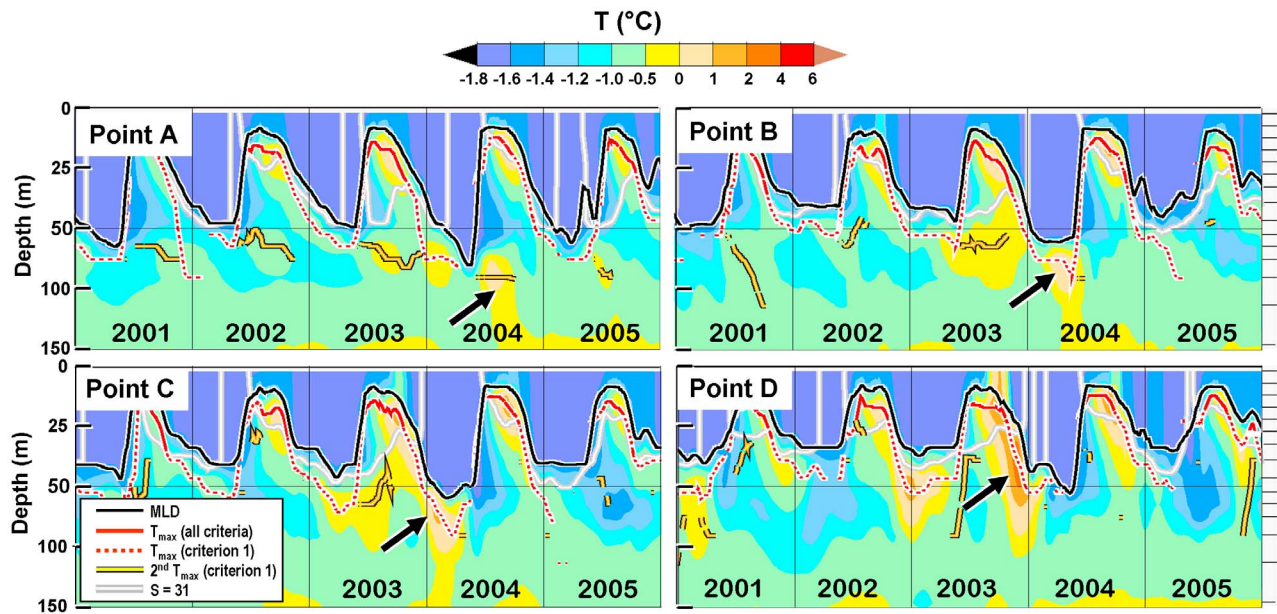 T (°C)
-1.8 -1.6 -1.4 -1.2 -1.0 -0.5 0 1 2 4 6
Depth (m)
0
25
50
75
100
150
Point A
2001 2002 2003 2004 2005
Point B
2001 2002 2003 2004 2005
Depth (m)
0
25
50
75
100
150
Point C
MLD
Tmax (all criteria)
Tmax (criterion 1)
2nd Tmax (criterion 1)
S = 31
2003 2004 2005
Point D
2001 2002 2003 2004 2005